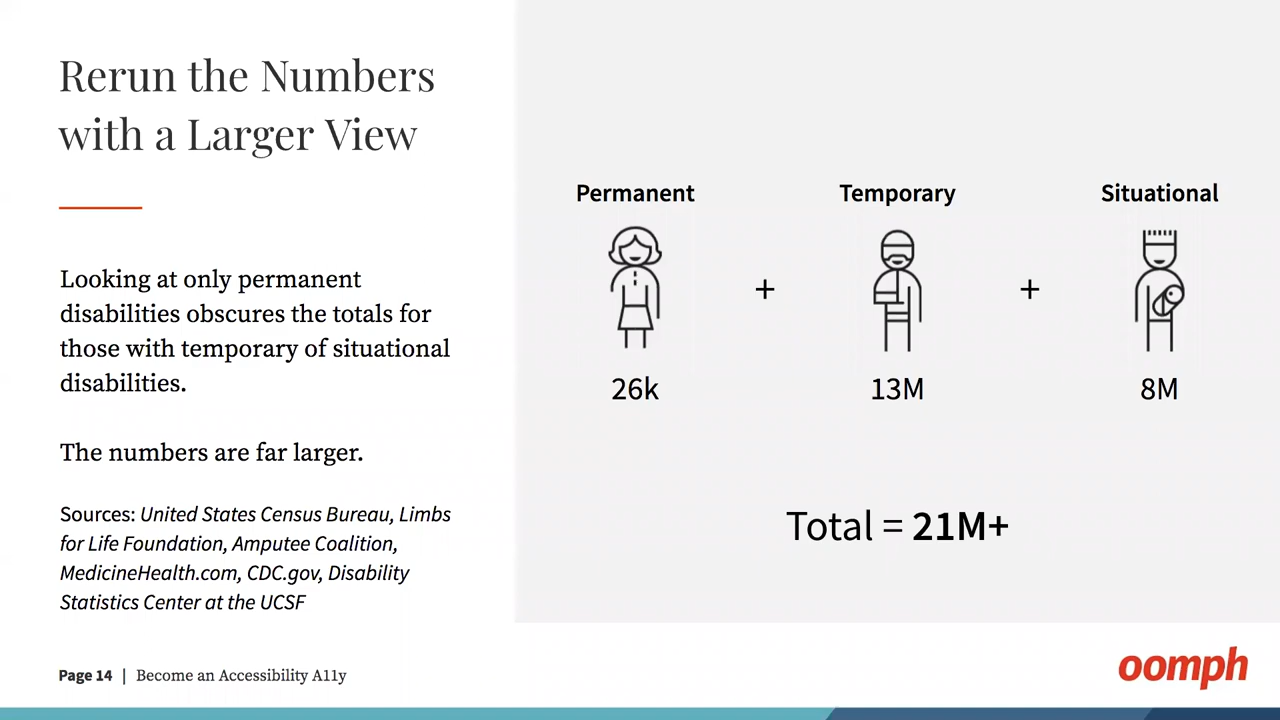 Rerun the Numbers
with a Larger View
Looking at only permanent
disabilities obscures the totals for
those with temporary of situational
disabilities.
The numbers are far larger.
Sources: United States Census Bureau, Limbs
for Life Foundation, Amputee Coalition,
MedicineHealth.com, CDC.gov, Disability
Statistics Center at the UCSF
Permanent
Temporary
Situational
+
+
26k
13M
8M
Total = 21M+
Page 14 | Become an Accessibility A11y
oomph